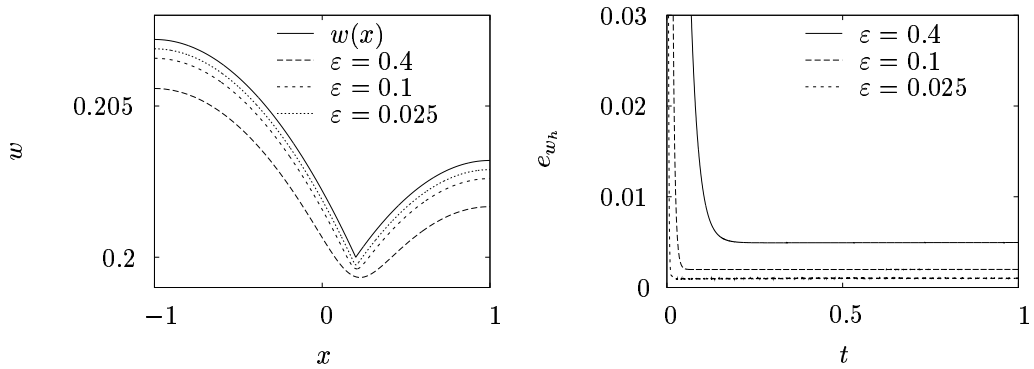 w(x)
ε = 0.4
ε = 0.1
ε = 0.025
0.205
0.2
w
−1
0
1
x
0.03
0.02
0.01
0
e_{w_h}
ε = 0.4
ε = 0.1
ε = 0.025
0
0.5
1
t